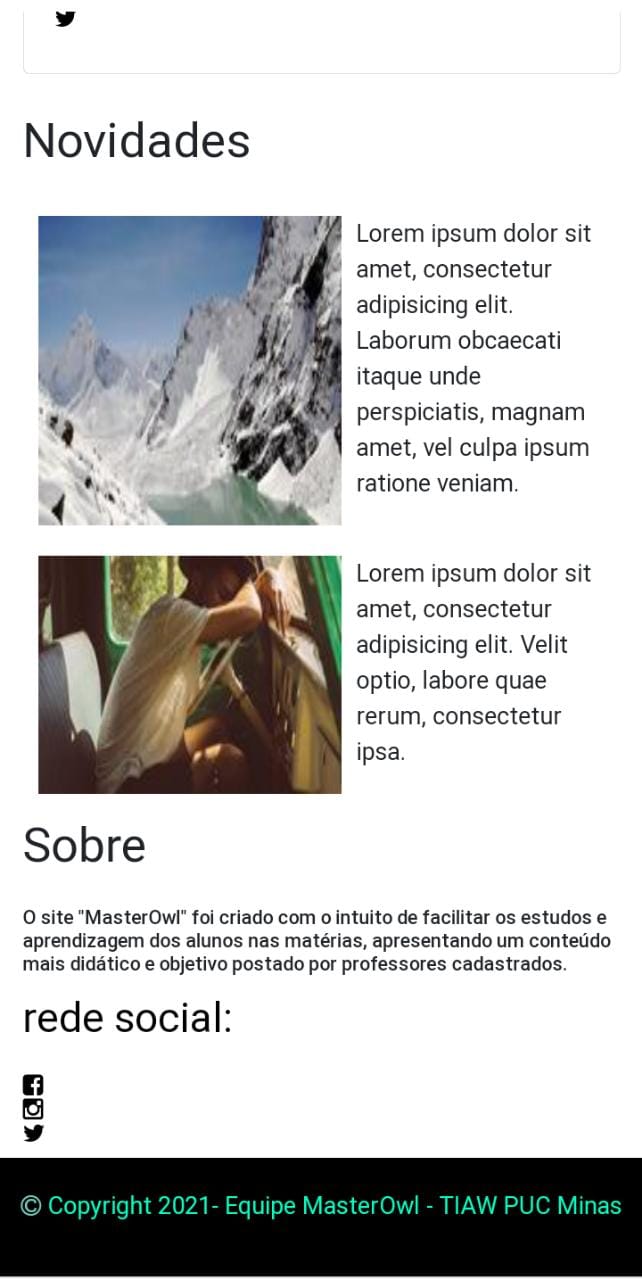 Novidades
Lorem ipsum dolor sit
amet, consectetur
adipisicing elit.
Laborum obcaecati
itaque unde
perspiciatis, magnam
amet, vel culpa ipsum
ratione veniam.
Lorem ipsum dolor sit
amet, consectetur
adipisicing elit. Velit
optio, labore quae
rerum, consectetur
ipsa.
Sobre
O site "MasterOwl" foi criado com o intuito de facilitar os estudos e
aprendizagem dos alunos nas matérias, apresentando um conteúdo
mais didático e objetivo postado por professores cadastrados.
rede social:
© Copyright 2021- Equipe MasterOwl - TIAW PUC Minas